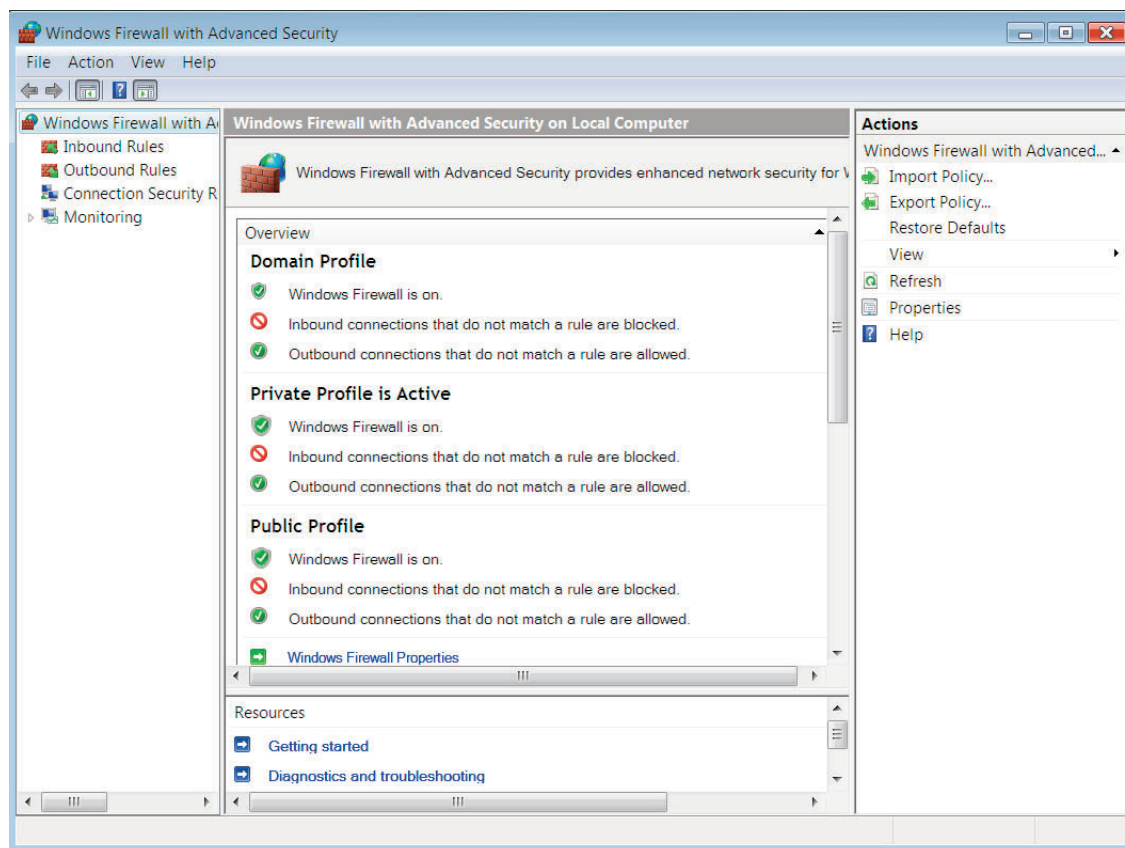 Windows Firewall with Advanced Security
File Action View Help
Windows Firewall with A
Inbound Rules
Outbound Rules
Connection Security R
Monitoring
Windows Firewall with Advanced Security on Local Computer
Windows Firewall with Advanced Security provides enhanced network security for
Overview
Domain Profile
Windows Firewall is on.
Inbound connections that do not match a rule are blocked.
Outbound connections that do not match a rule are allowed.
Private Profile is Active
Windows Firewall is on.
Inbound connections that do not match a rule are blocked.
Outbound connections that do not match a rule are allowed.
Public Profile
Windows Firewall is on.
Inbound connections that do not match a rule are blocked.
Outbound connections that do not match a rule are allowed.
Windows Firewall Properties
Resources
Getting started
Diagnostics and troubleshooting
Actions
Windows Firewall with Advanced...
Import Policy...
Export Policy...
Restore Defaults
View
Refresh
Properties
Help